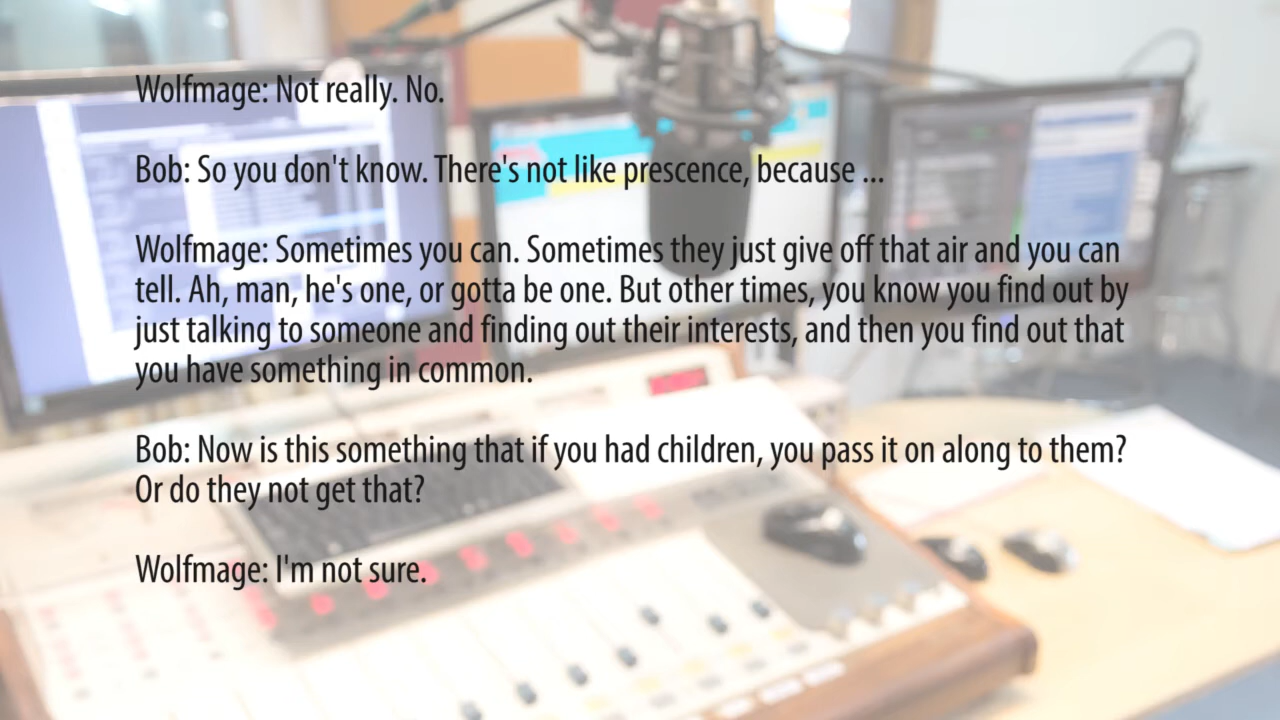 Wolfmage: Not really. No.
Bob: So you don't know. There's not like prescence, because ...
Wolfmage: Sometimes you can. Sometimes they just give off that air and you can
tell. Ah, man, he's one, or gotta be one. But other times, you know you find out by
just talking to someone and finding out their interests, and then you find out that
you have something in common.
Bob: Now is this something that if you had children, you pass it on along to them?
Or do they not get that?
Wolfmage: I'm not sure.